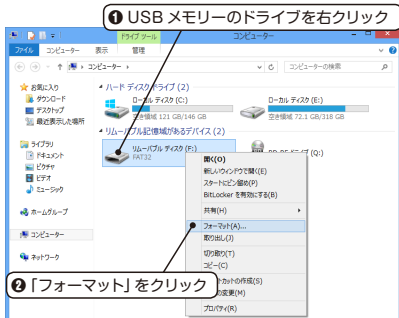 ❶ USB メモリーのドライブを右クリック
ドライブ ツール
コンピューター
ファイル コンピューター 表示 管理
コンピューター
コンピューターの検索
お気に入り
ダウンロード
デスクトップ
最近表示した場所
ライブラリ
ドキュメント
ピクチャ
ビデオ
ミュージック
ホームグループ
コンピューター
ネットワーク
ハード ディスク ドライブ (2)
ローカル ディスク (C:)
空き領域 121 GB/146 GB
ローカル ディスク (E:)
空き領域 72.1 GB/318 GB
リムーバブル記憶域があるデバイス (2)
リムーバブル ディスク (F:)
FAT32
(Q:)
開く(O)
新しいウィンドウで開く(E)
スタートにピン留め(P)
BitLocker を有効にする(B)
共有(H)
フォーマット(A)...
取り出し(J)
切り取り(T)
コピー(C)
トカットの作成(S)
の変更(M)
プロパティ(R)
❷「フォーマット」をクリック